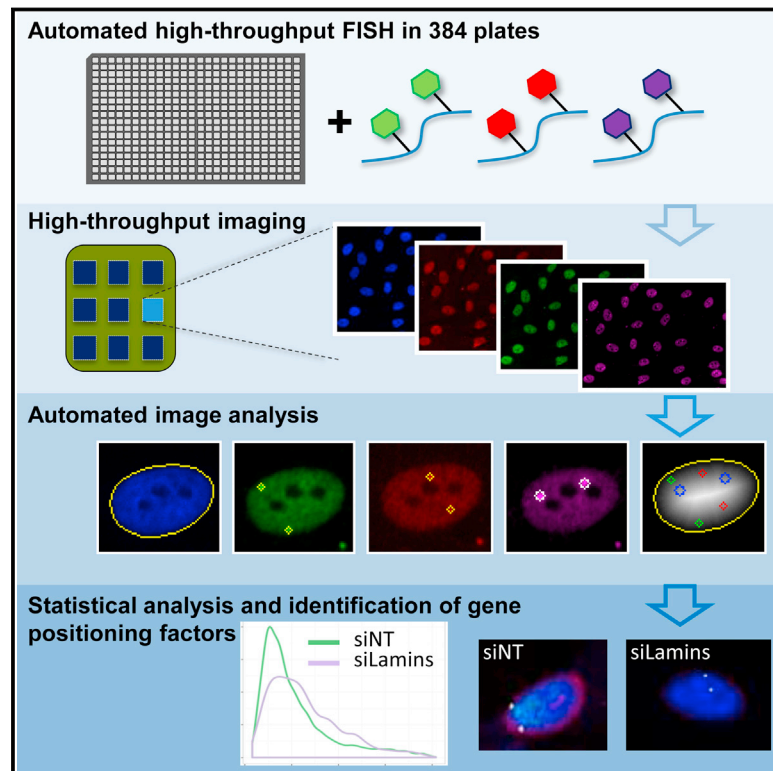 Automated high-throughput FISH in 384 plates
+
High-throughput imaging
Automated image analysis
Statistical analysis and identification of gene
positioning factors
siNT
siLamins
siNT
siLamins